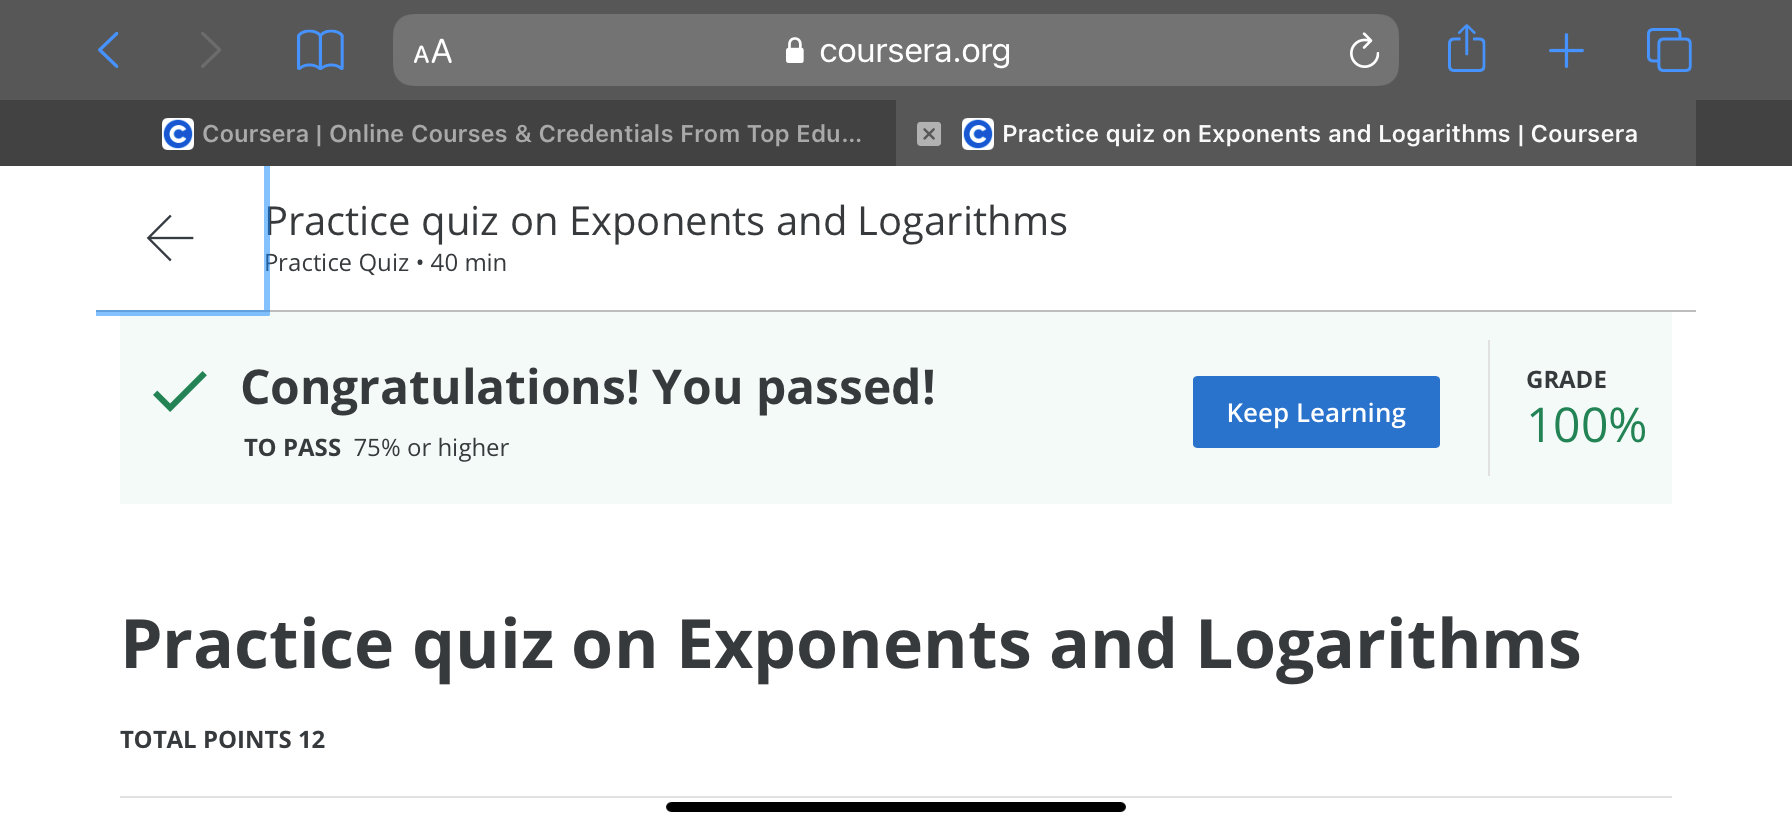 AA coursera.org
Coursera | Online Courses & Credentials From Top Edu...
Practice quiz on Exponents and Logarithms | Coursera
Practice quiz on Exponents and Logarithms
Practice Quiz • 40 min
Congratulations! You passed!
TO PASS 75% or higher
Keep Learning
GRADE
100%
Practice quiz on Exponents and Logarithms
TOTAL POINTS 12